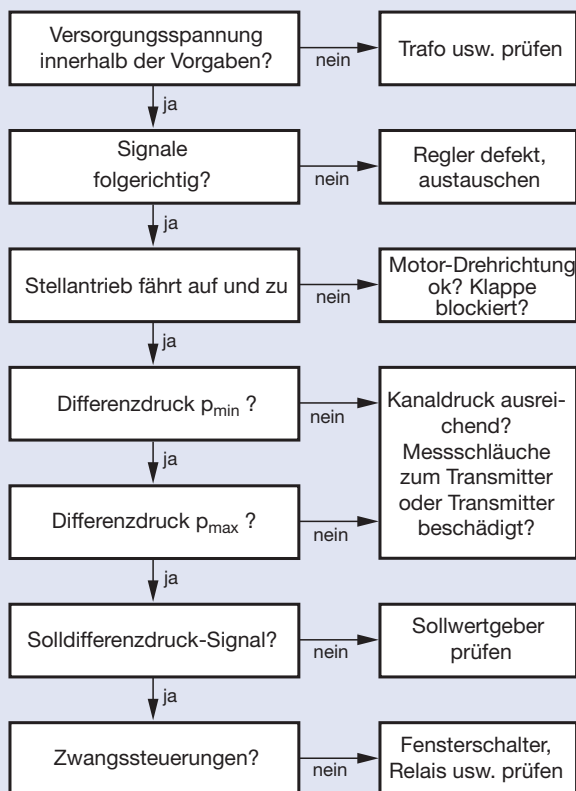 Versorgungsspannung
innerhalb der Vorgaben?
nein
Trafo usw. prüfen
ja
Signale
folgerichtig?
nein
Regler defekt,
austauschen
ja
Stellantrieb fährt auf und zu
nein
Motor-Drehrichtung
ok? Klappe
blockiert?
ja
Differenzdruck pmin ?
nein
Kanaldruck ausrei-
chend?
Messschläuche
zum Transmitter
oder Transmitter
beschädigt?
ja
Differenzdruck pmax ?
nein
ja
Solldifferenzdruck-Signal?
nein
Sollwertgeber
prüfen
ja
Zwangssteuerungen?
nein
Fensterschalter,
Relais usw. prüfen